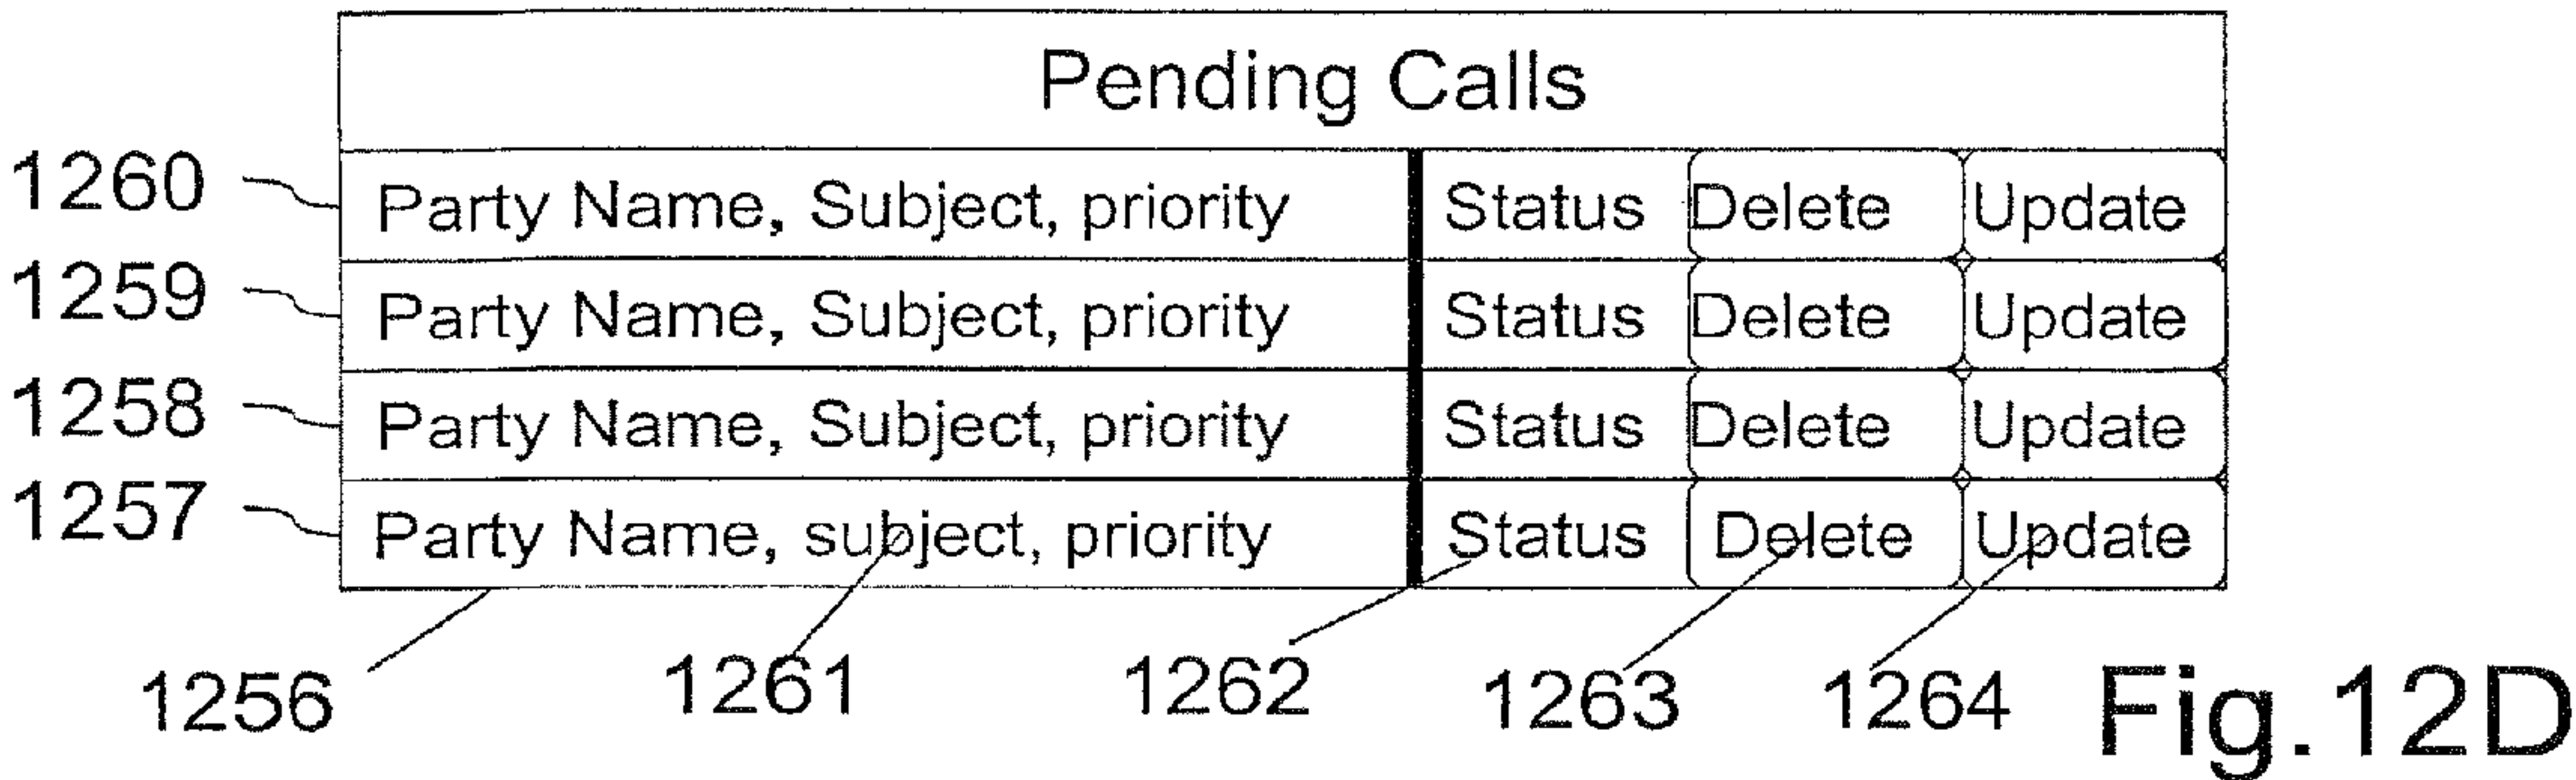 Pending Calls
1260 Party Name, Subject, priority Status Delete Update
1259 Party Name, Subject, priority Status Delete Update
1258 Party Name, Subject, priority Status Delete Update
1257 Party Name, subject, priority Status Delete Update
1256 1261 1262 1263 1264 Fig.12D